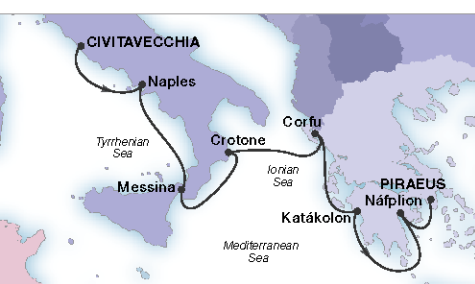 CIVITAVECCHIA
Naples
Tyrrhenian
Sea
Crotone
Corfu
Ionian
Sea
Messina
PIRAEUS
Náfplion
Katákolon
Mediterranean
Sea